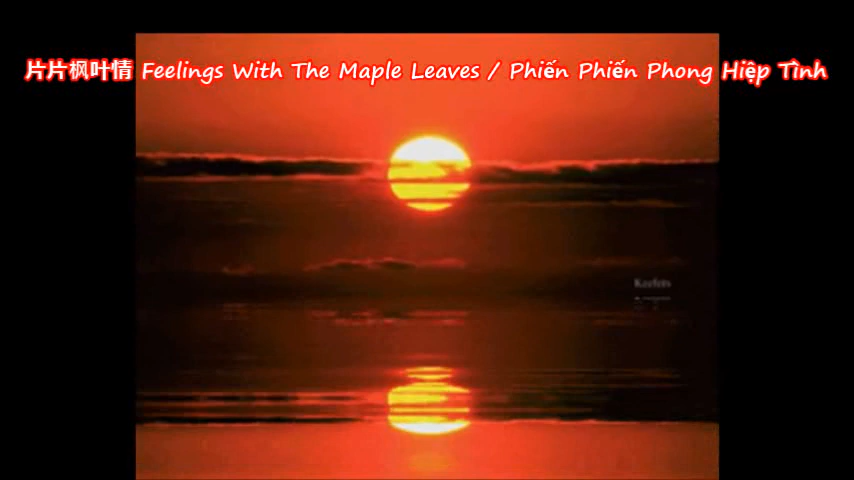 片片枫叶情 Feelings With The Maple Leaves / Phiến Phiến Phong Hiệp Tình